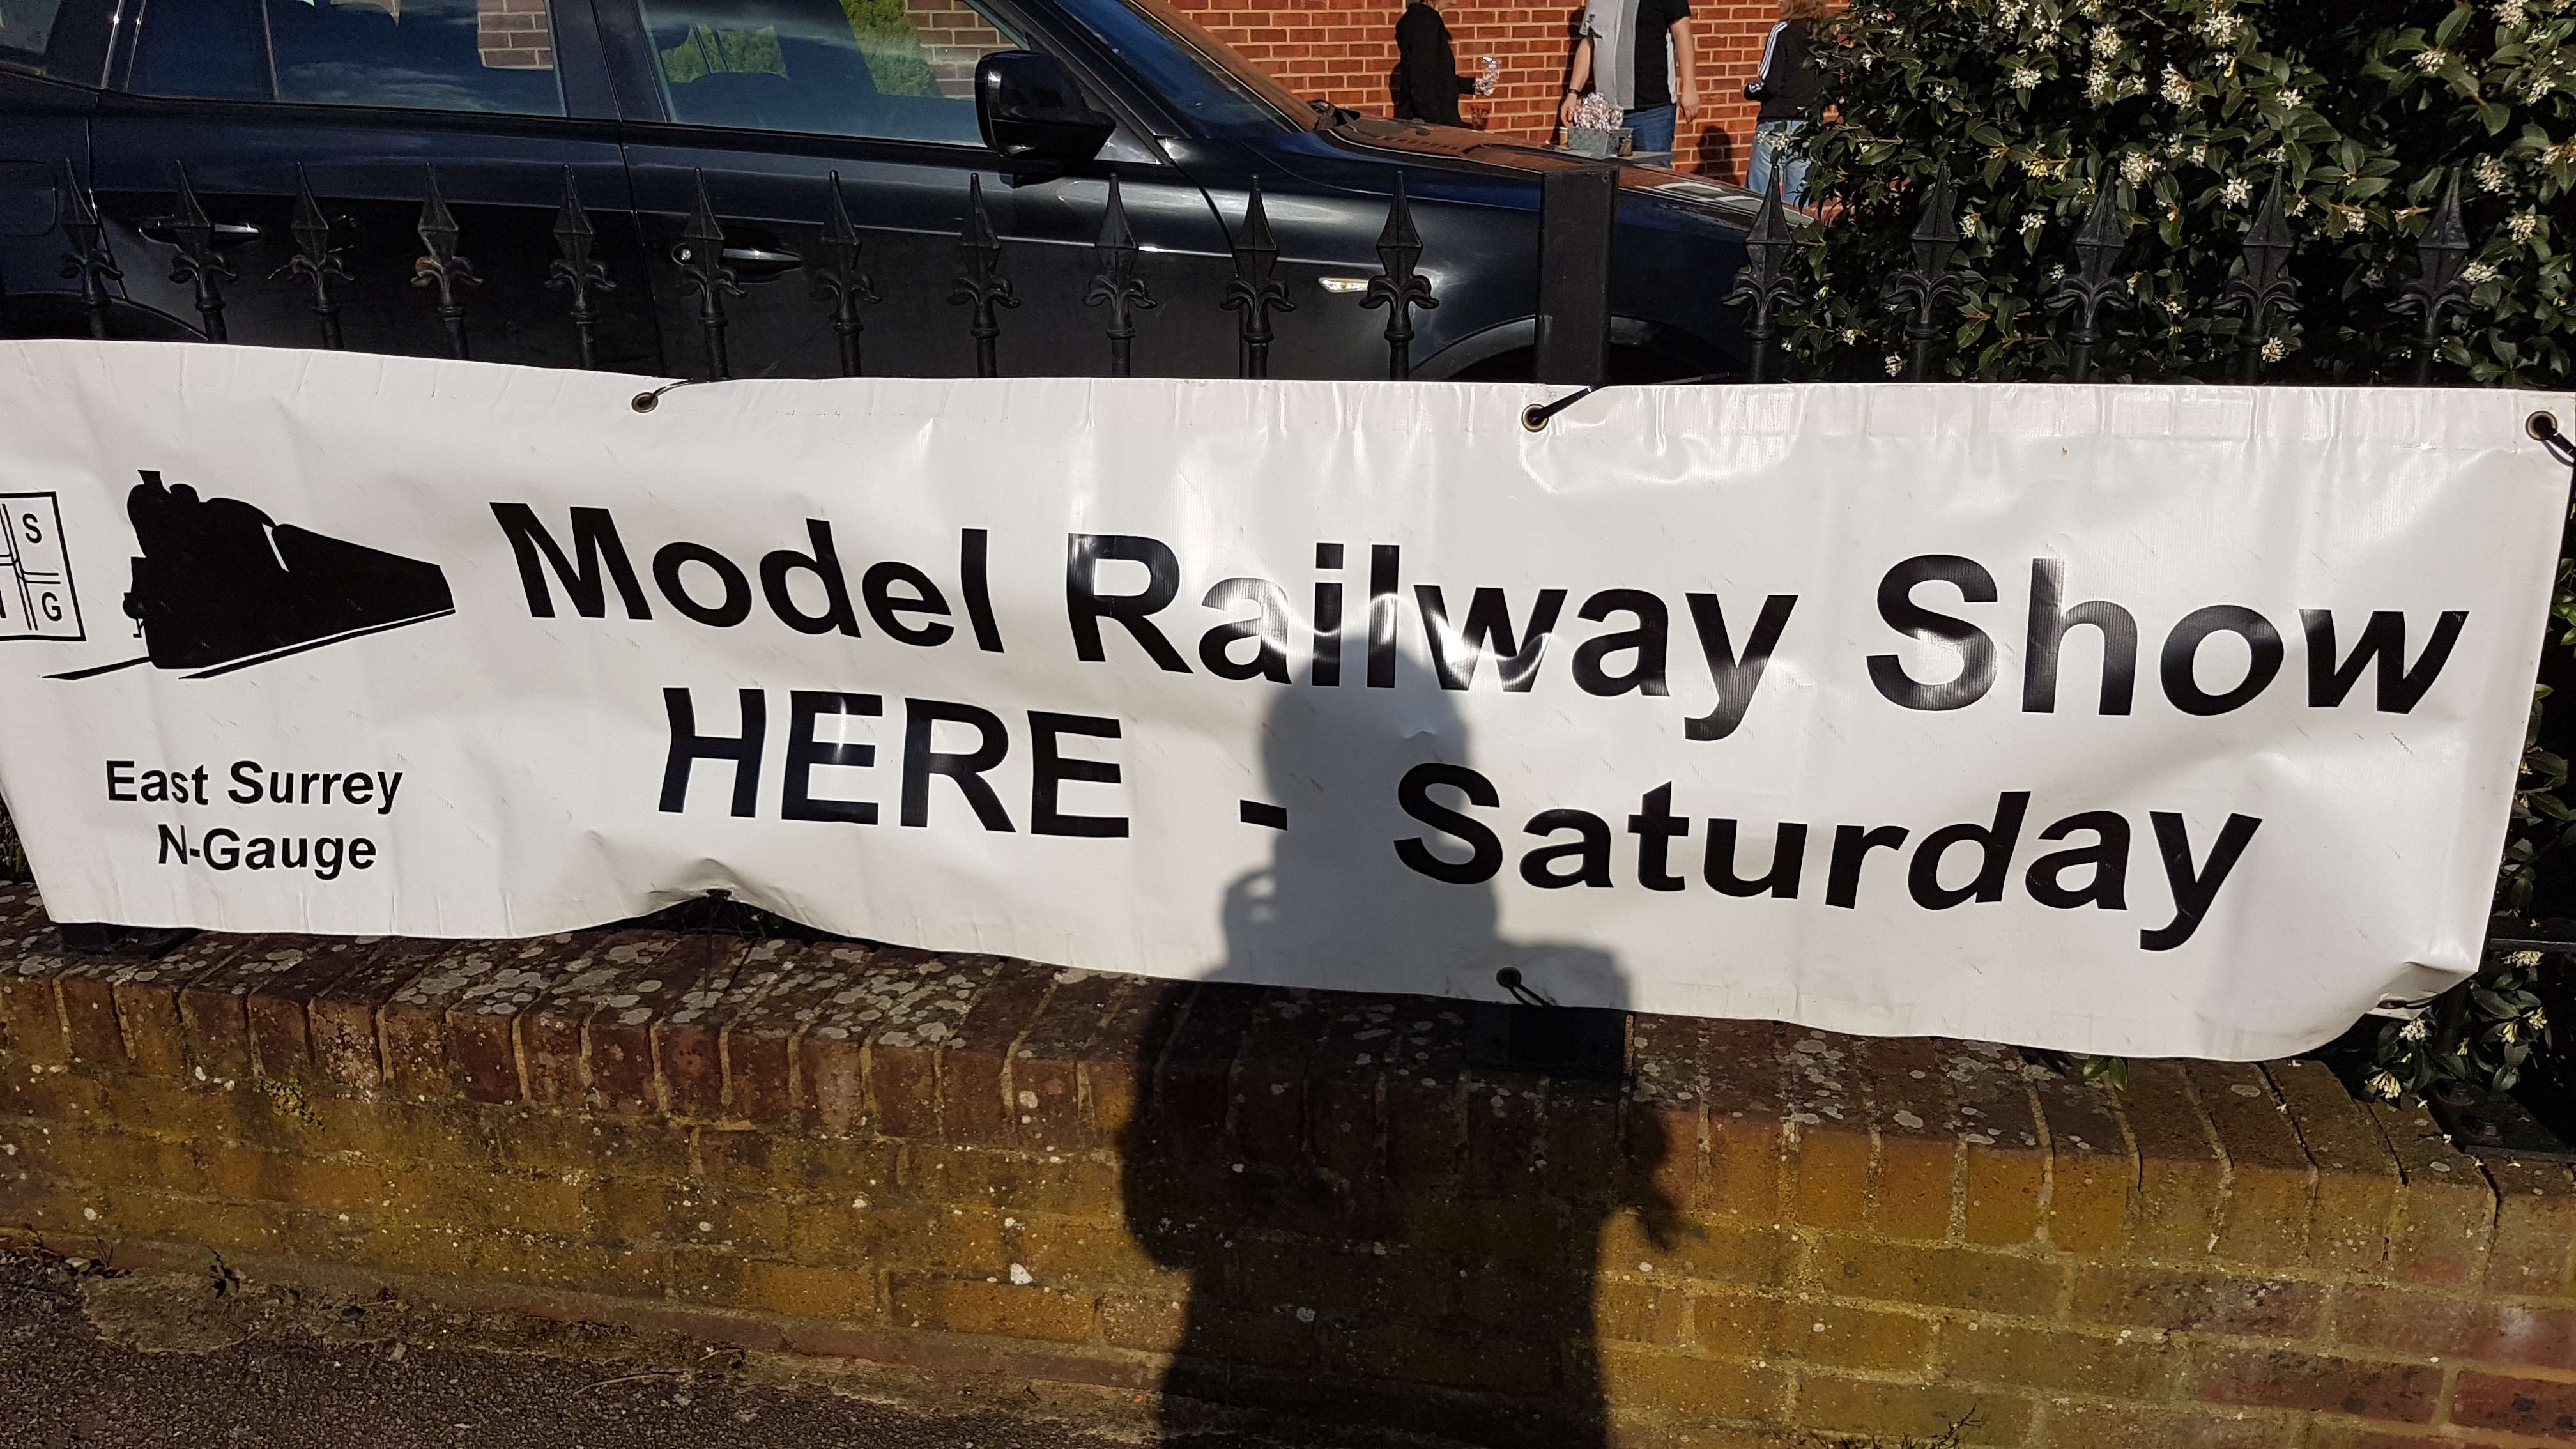 S
G
Model Railway Show
HERE - Saturday
East Surrey
N-Gauge